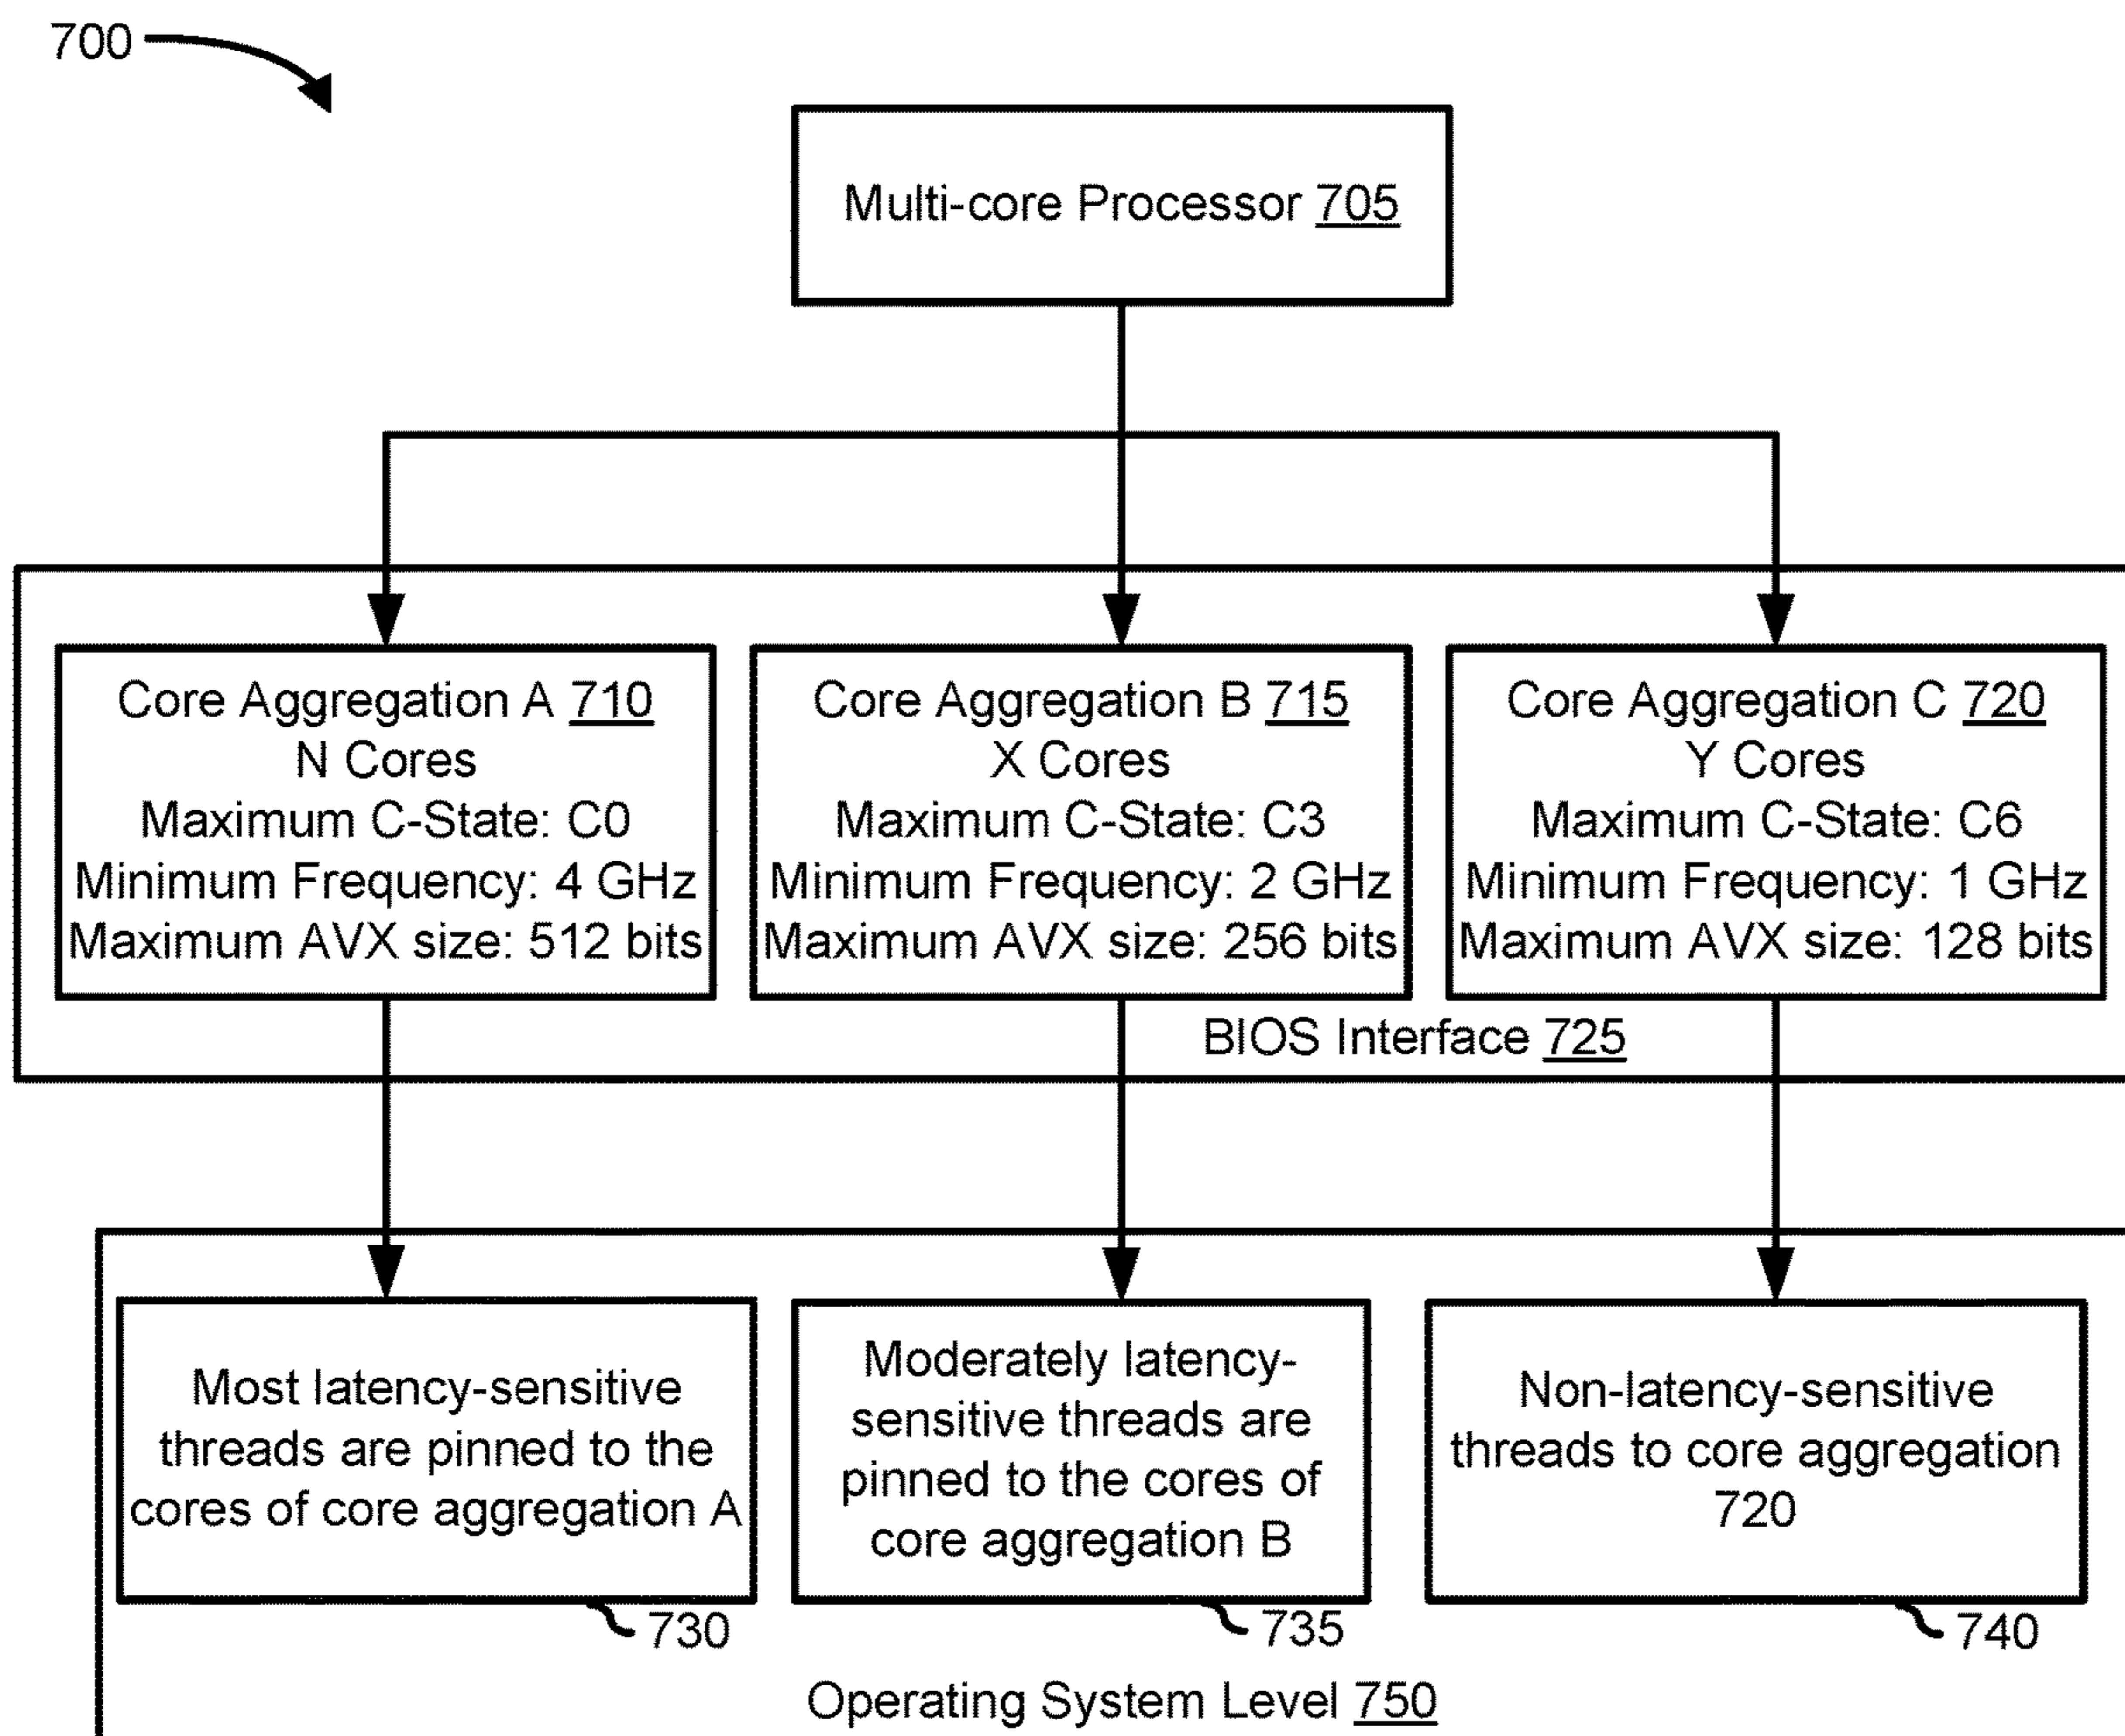 700
Multi-core Processor 705
Core Aggregation A 710
N Cores
Maximum C-State: C0
Minimum Frequency: 4 GHz
Maximum AVX size: 512 bits
Core Aggregation B 715
X Cores
Maximum C-State: C3
Minimum Frequency: 2 GHz
Maximum AVX size: 256 bits
Core Aggregation C 720
Y Cores
Maximum C-State: C6
Minimum Frequency: 1 GHz
Maximum AVX size: 128 bits
BIOS Interface 725
Most latency-sensitive
threads are pinned to the
cores of core aggregation A
730
Moderately latency-
sensitive threads are
pinned to the cores of
core aggregation B
735
Non-latency-sensitive
threads to core aggregation
720
740
Operating System Level 750